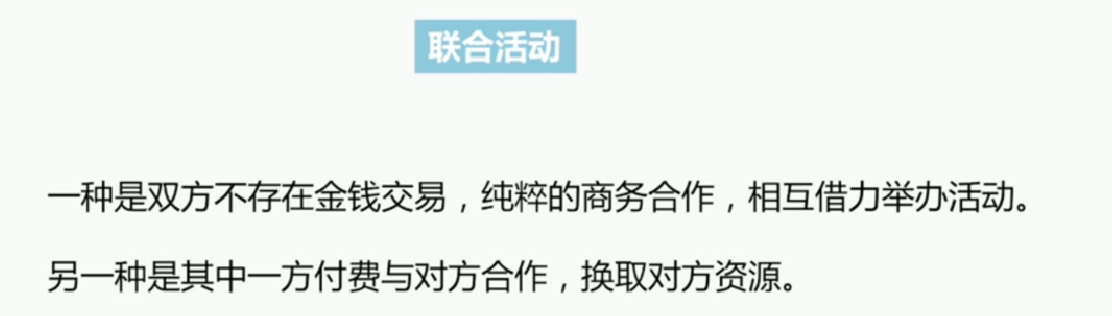 联合活动
一种是双方不存在金钱交易，纯粹的商务合作，相互借力举办活动。
另一种是其中一方付费与对方合作，换取对方资源。